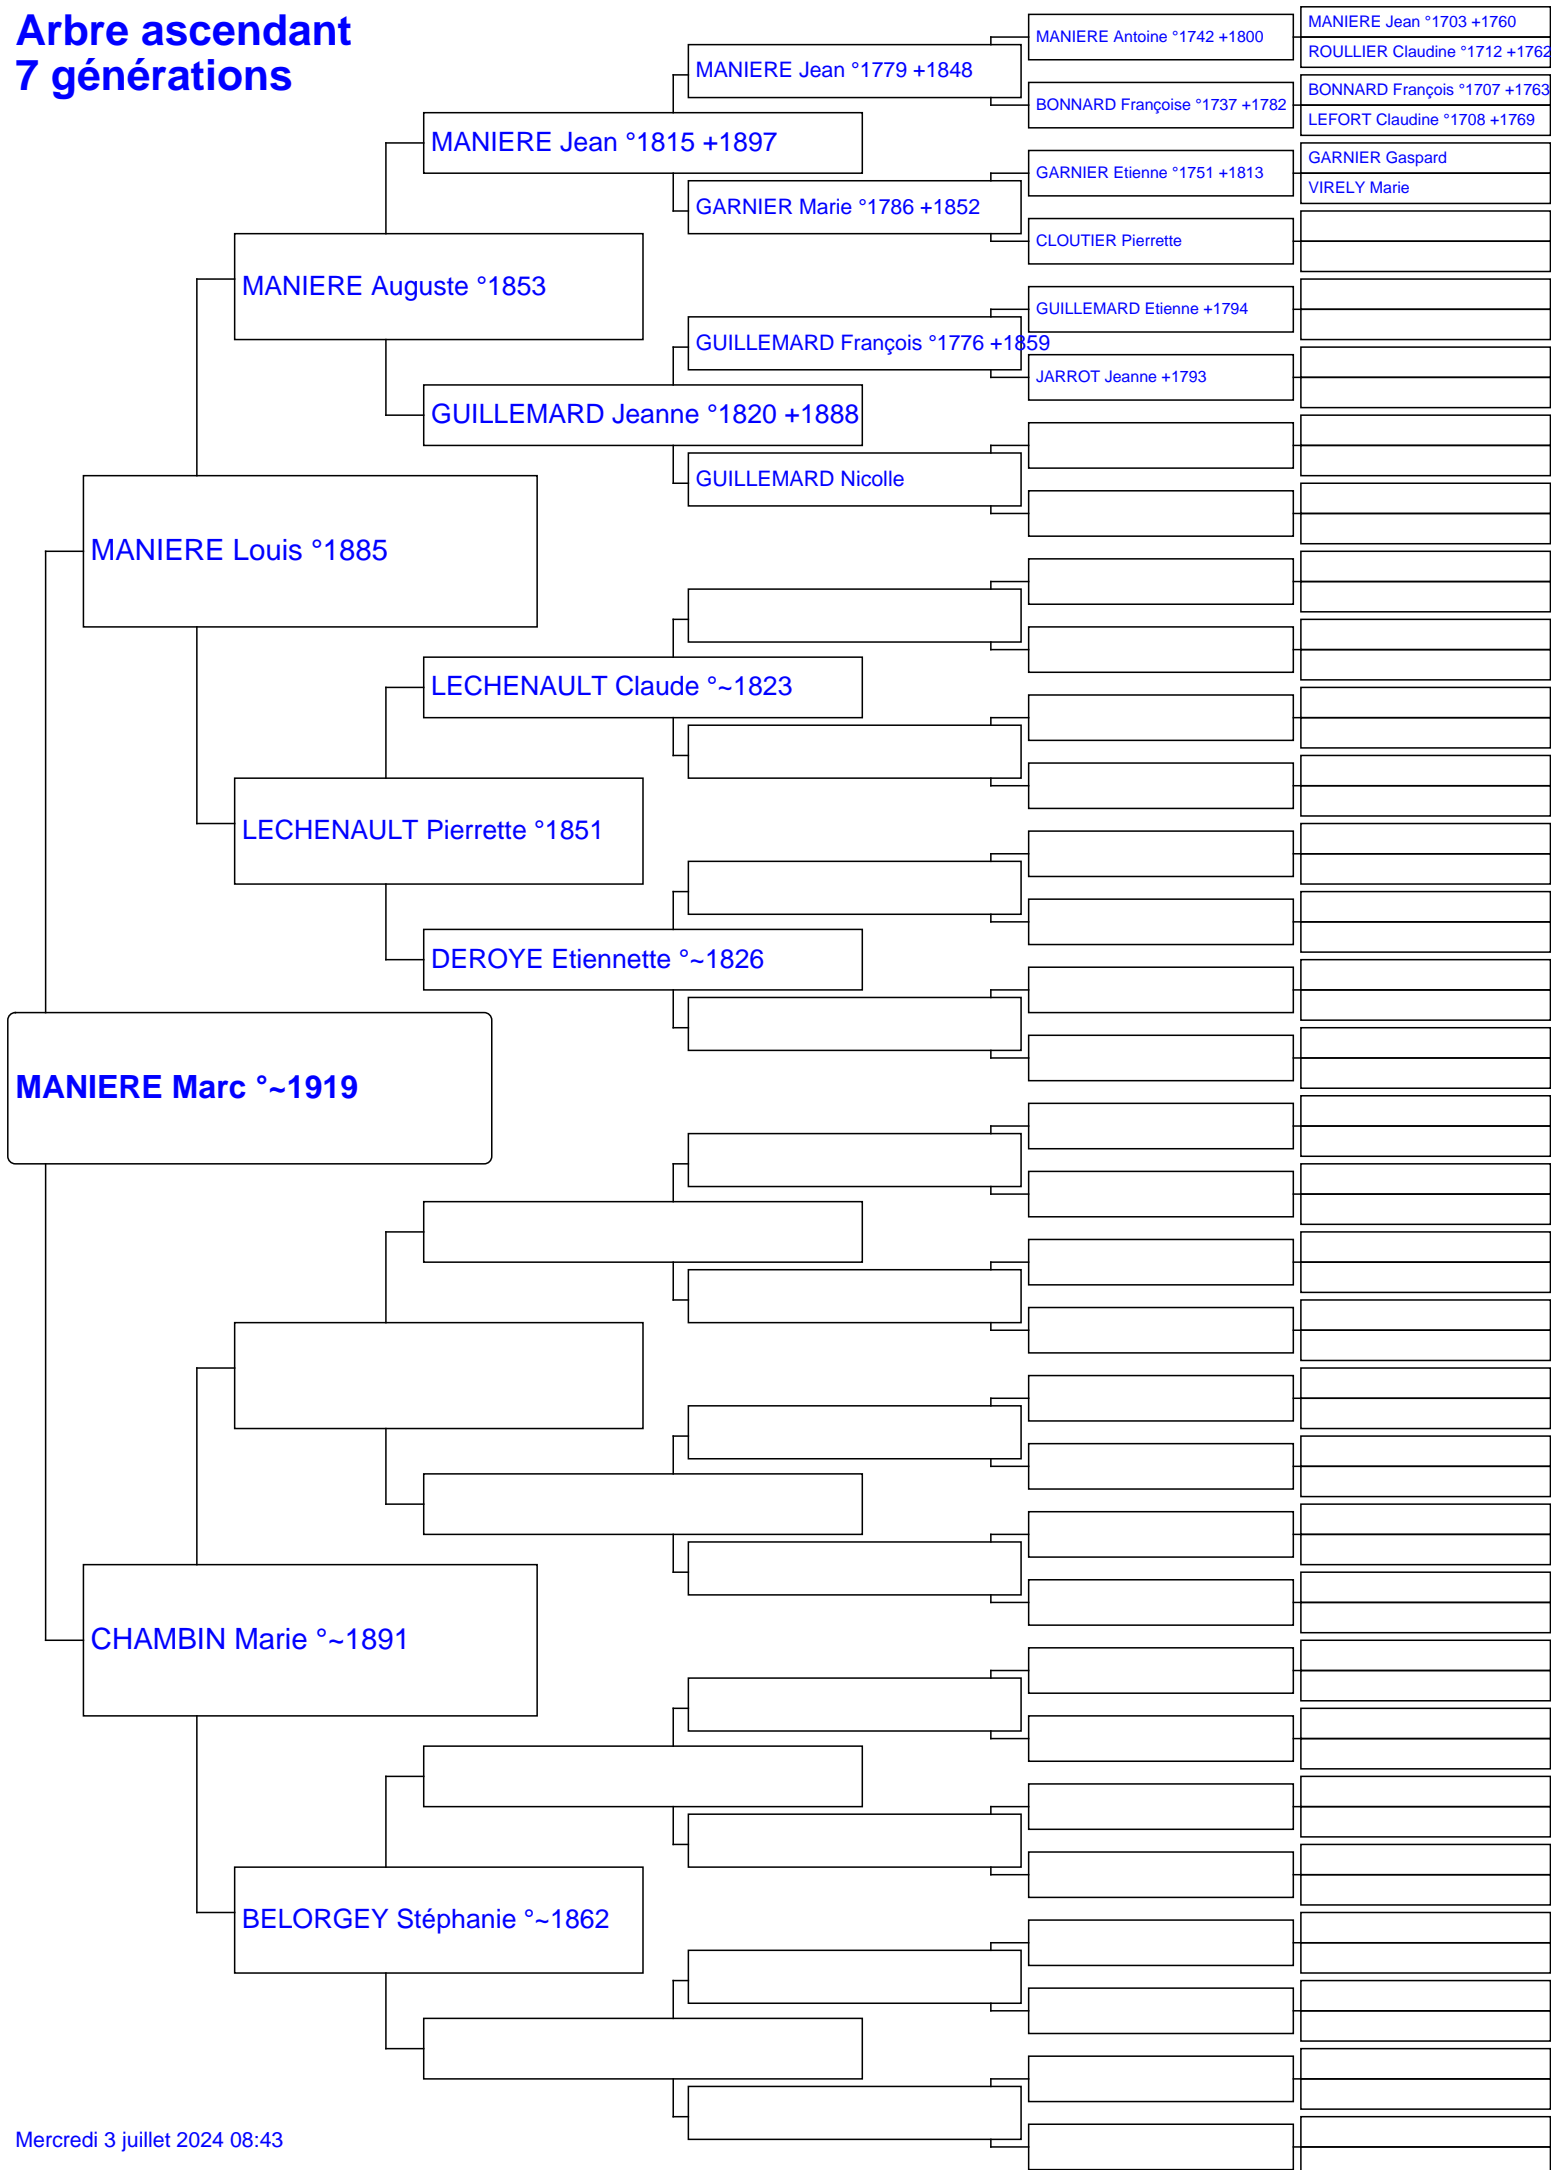 Arbre ascendant
7 générations
MANIERE Jean °1703 +1760
MANIERE Antoine °1742 +1800
ROULLIER Claudine °1712 +1762
MANIERE Jean °1779 +1848
BONNARD François °1707 +1763
BONNARD Françoise °1737 +1782
LEFORT Claudine °1708 +1769
MANIERE Jean °1815 +1897
GARNIER Gaspard
GARNIER Etienne °1751 +1813
VIRELY Marie
GARNIER Marie °1786 +1852
CLOUTIER Pierrette
MANIERE Auguste °1853
GUILLEMARD Etienne +1794
GUILLEMARD François °1776 +1859
JARROT Jeanne +1793
GUILLEMARD Jeanne °1820 +1888
GUILLEMARD Nicolle
MANIERE Louis °1885
LECHENAULT Claude °~1823
LECHENAULT Pierrette °1851
DEROYE Etiennette °~1826
MANIERE Marc °~1919
CHAMBIN Marie °~1891
BELORGEY Stéphanie °~1862
Mercredi 3 juillet 2024 08:43